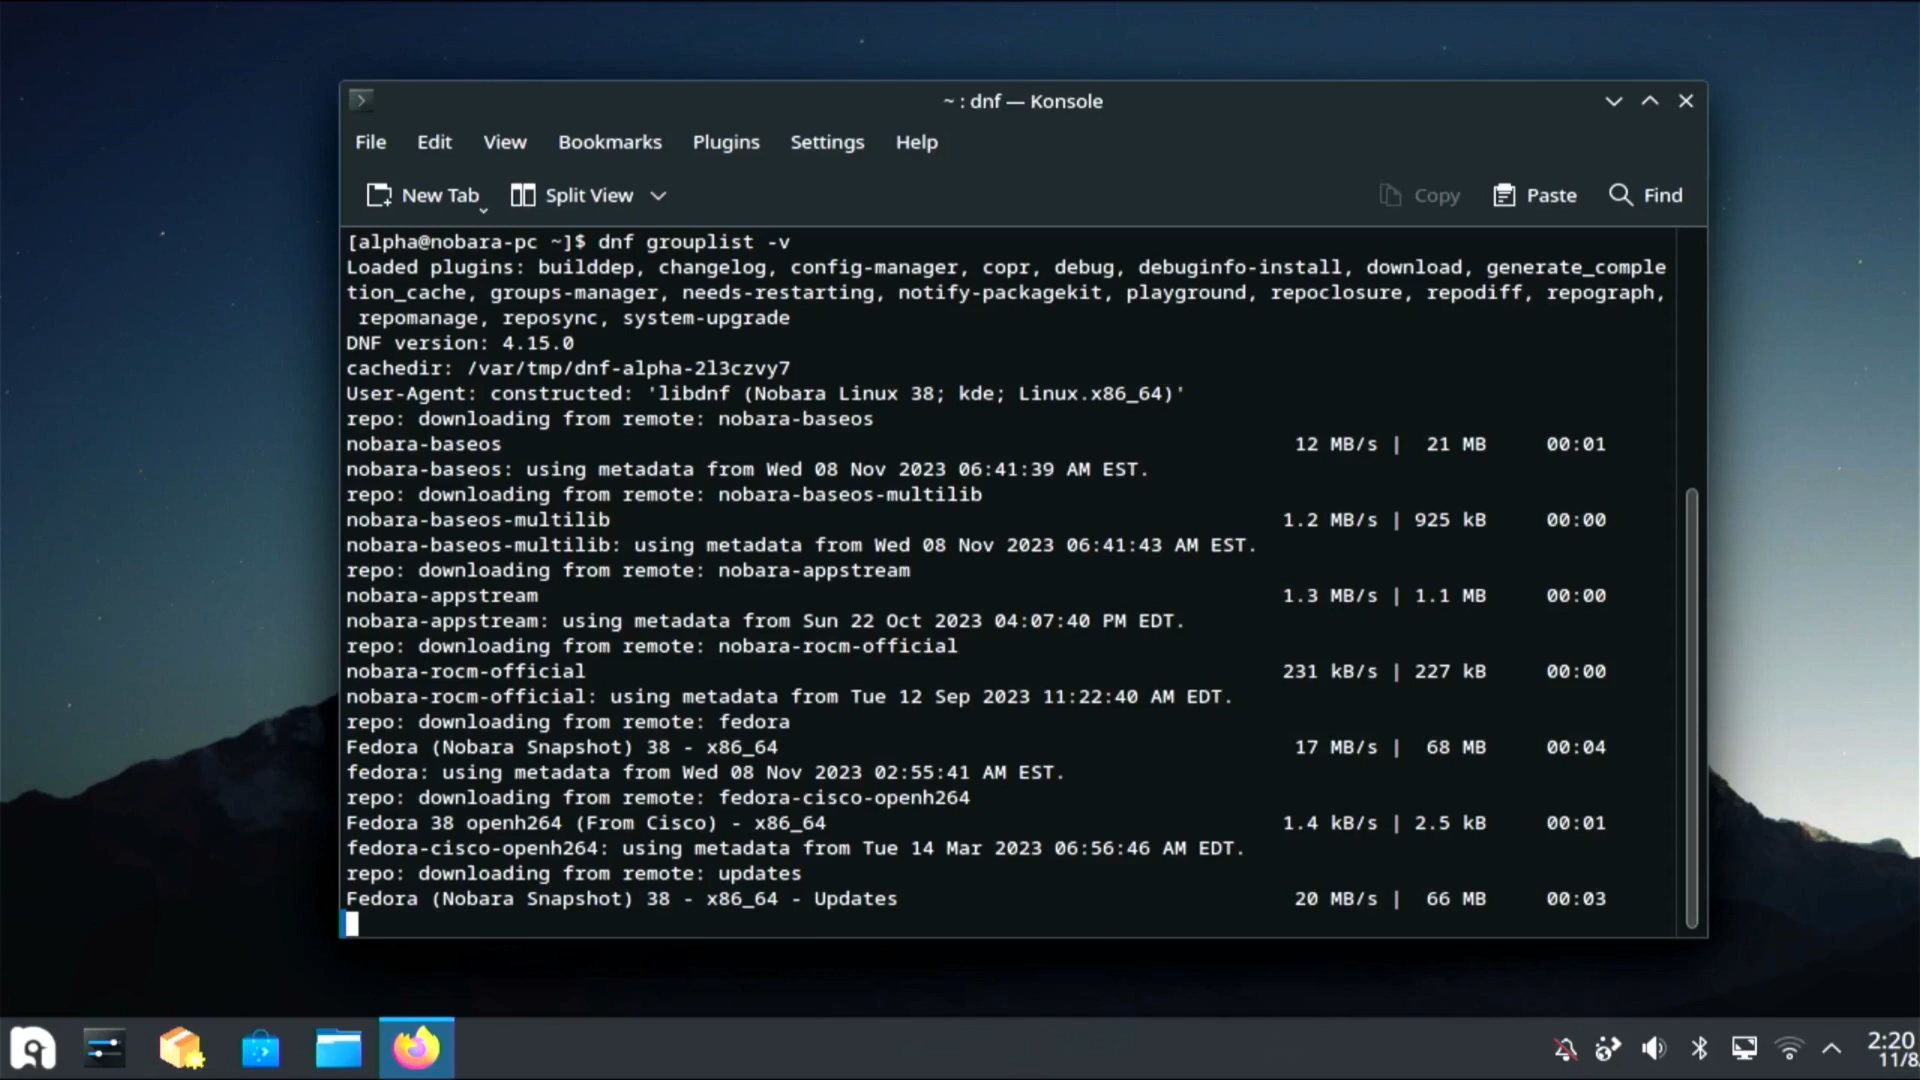 ~ : dnf — Konsole
File Edit View Bookmarks Plugins Settings Help
New Tab Split View Copy Paste Find
[alpha@nobara-pc ~]$ dnf grouplist -v
Loaded plugins: builddep, changelog, config-manager, copr, debug, debuginfo-install, download, generate_comple
tion_cache, groups-manager, needs-restarting, notify-packagekit, playground, repoclosure, repodiff, repograph,
 repomanage, reposync, system-upgrade
DNF version: 4.15.0
cachedir: /var/tmp/dnf-alpha-2l3czvy7
User-Agent: constructed: 'libdnf (Nobara Linux 38; kde; Linux.x86_64)'
repo: downloading from remote: nobara-baseos
nobara-baseos 12 MB/s | 21 MB 00:01
nobara-baseos: using metadata from Wed 08 Nov 2023 06:41:39 AM EST.
repo: downloading from remote: nobara-baseos-multilib
nobara-baseos-multilib 1.2 MB/s | 925 kB 00:00
nobara-baseos-multilib: using metadata from Wed 08 Nov 2023 06:41:43 AM EST.
repo: downloading from remote: nobara-appstream
nobara-appstream 1.3 MB/s | 1.1 MB 00:00
nobara-appstream: using metadata from Sun 22 Oct 2023 04:07:40 PM EDT.
repo: downloading from remote: nobara-rocm-official
nobara-rocm-official 231 kB/s | 227 kB 00:00
nobara-rocm-official: using metadata from Tue 12 Sep 2023 11:22:40 AM EDT.
repo: downloading from remote: fedora
Fedora (Nobara Snapshot) 38 - x86_64 17 MB/s | 68 MB 00:04
fedora: using metadata from Wed 08 Nov 2023 02:55:41 AM EST.
repo: downloading from remote: fedora-cisco-openh264
Fedora 38 openh264 (From Cisco) - x86_64 1.4 kB/s | 2.5 kB 00:01
fedora-cisco-openh264: using metadata from Tue 14 Mar 2023 06:56:46 AM EDT.
repo: downloading from remote: updates
Fedora (Nobara Snapshot) 38 - x86_64 - Updates 20 MB/s | 66 MB 00:03
2:20
11/8